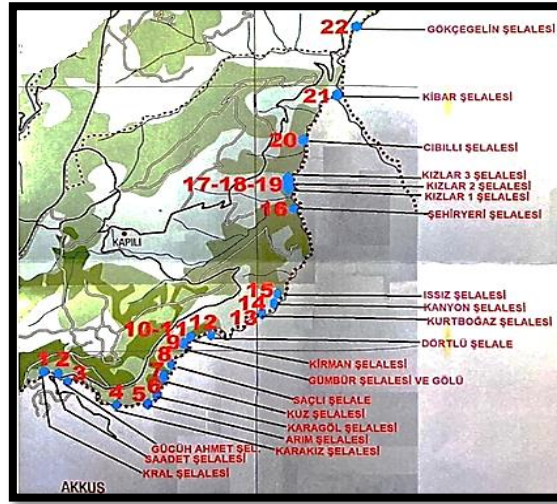 22
GÖKÇEGELİN ŞELALESİ
21
KİBAR ŞELALESİ
20
CIBILLI ŞELALESİ
KIZLAR 3 ŞELALESİ
17-18-19
KIZLAR 2 ŞELALESİ
KIZLAR 1 ŞELALESİ
16
ŞEHİRYERİ ŞELALESİ
KAPILI
15
ISSIZ ŞELALESİ
14
KANYON ŞELALESİ
13
KURTBOĞAZ ŞELALESİ
10-11
12
DÖRTLÜ ŞELALE
9
KİRMAN ŞELALESİ
8
GÜMBÜR ŞELALESİ VE GÖLÜ
1
2
3
7
6
SAÇLI ŞELALE
4
5
KUZ ŞELALESİ
KARAGÖL ŞELALESİ
ARIM ŞELALESİ
KARAKIZ ŞELALESİ
GÜCÜH AHMET ŞEL.
SAADET ŞELALESİ
KRAL ŞELALESİ
AKKUŞ